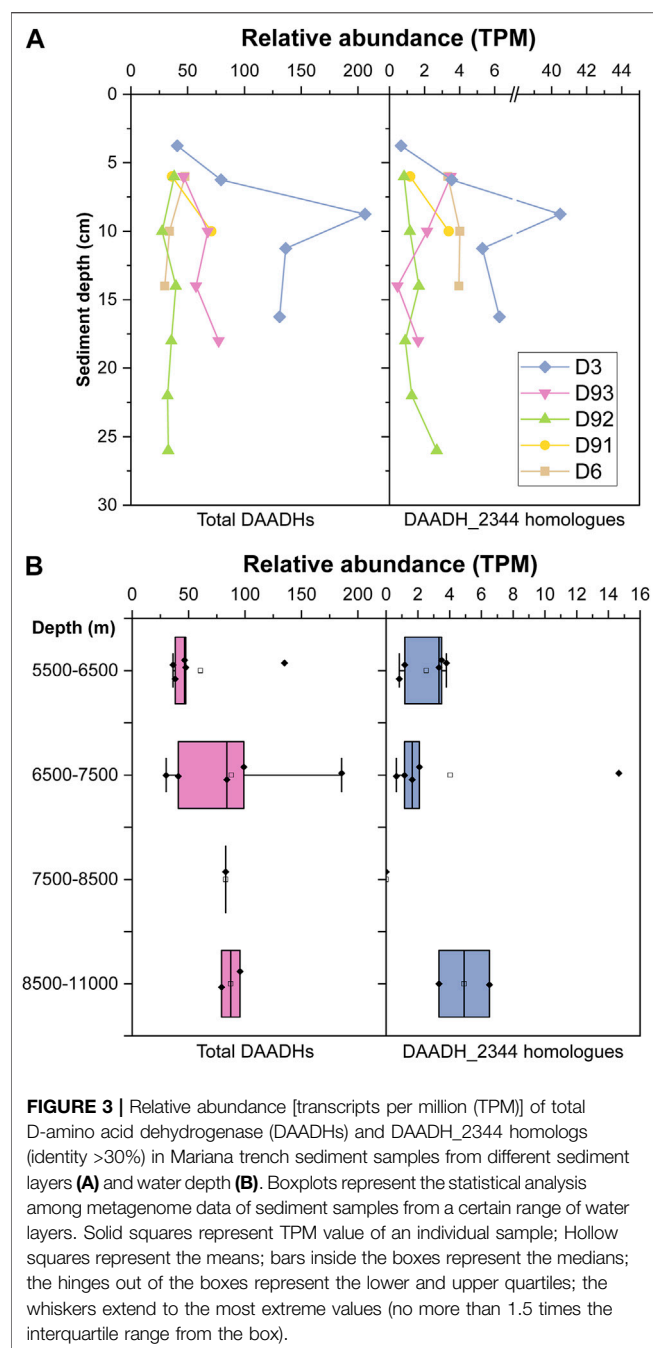 A
Relative abundance (TPM)
0 50 100 150 200 0 2 4 6 40 42 44
0
5
10
15
20
25
30
Sediment depth (cm)
D3
D93
D92
D91
D6
Total DAADHs DAADH_2344 homologues
B
Relative abundance (TPM)
0 50 100 150 200 0 2 4 6 8 10 12 14 16
Depth (m)
5500-6500
6500-7500
7500-8500
8500-11000
Total DAADHs DAADH_2344 homologues
FIGURE 3 | Relative abundance [transcripts per million (TPM)] of total
D-amino acid dehydrogenase (DAADHs) and DAADH_2344 homologs
(identity >30%) in Mariana trench sediment samples from different sediment
layers (A) and water depth (B). Boxplots represent the statistical analysis
among metagenome data of sediment samples from a certain range of water
layers. Solid squares represent TPM value of an individual sample; Hollow
squares represent the means; bars inside the boxes represent the medians;
the hinges out of the boxes represent the lower and upper quartiles; the
whiskers extend to the most extreme values (no more than 1.5 times the
interquartile range from the box).